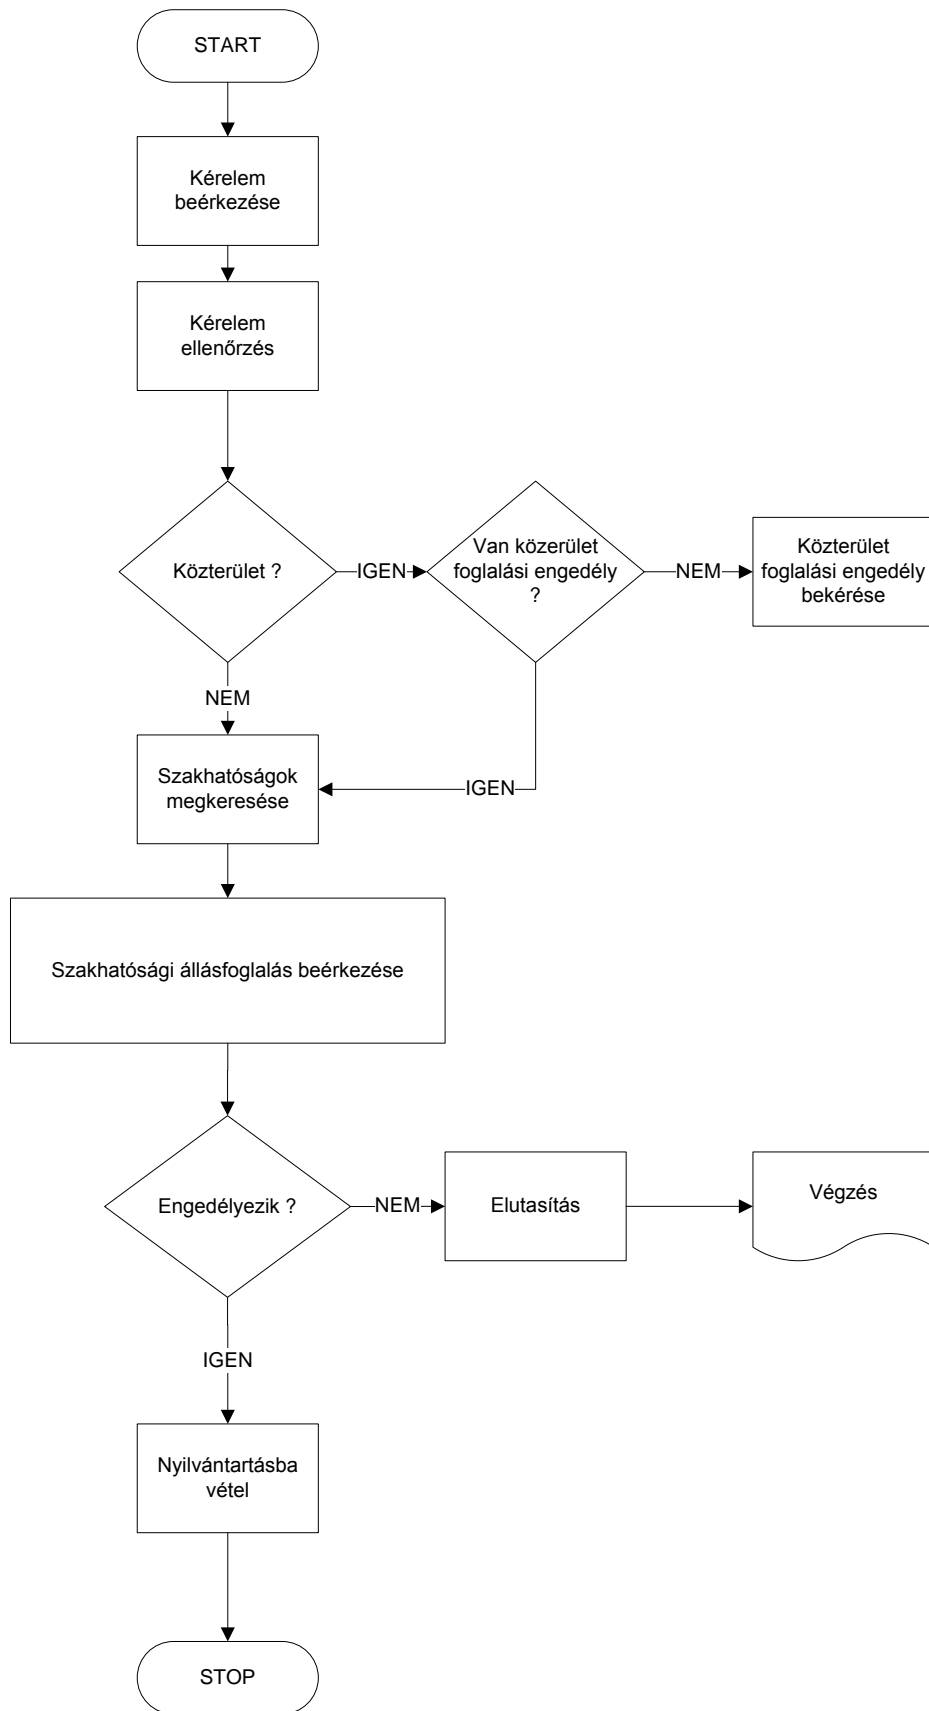 START
Kérelem
beérkezése
Kérelem
ellenőrzés
Közterület ?
IGEN
Van közerület
foglalási engedély
?
NEM
Közterület
foglalási engedély
bekérése
NEM
Szakhatóságok
megkeresése
IGEN
Szakhatósági állásfoglalás beérkezése
Engedélyezik ?
NEM
Elutasítás
Végzés
IGEN
Nyilvántartásba
vétel
STOP